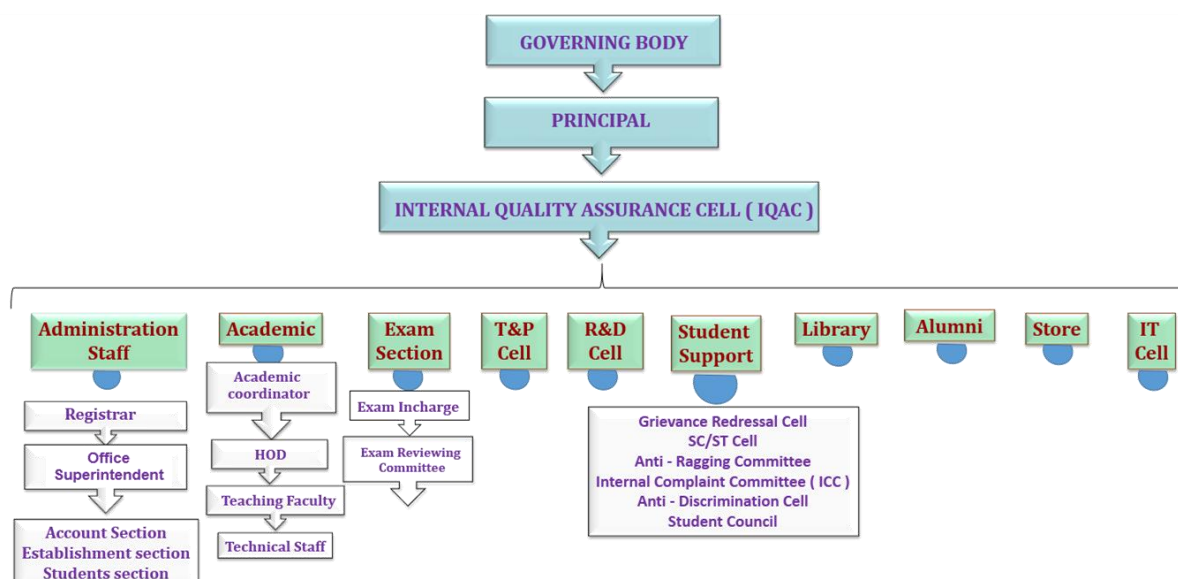 GOVERNING BODY
PRINCIPAL
INTERNAL QUALITY ASSURANCE CELL ( IQAC )
Administration
Staff
Registrar
Office
Superintendent
Account Section
Establishment section
Students section
Academic
Academic
coordinator
HOD
Teaching Faculty
Technical Staff
Exam
Section
Exam Incharge
Exam Reviewing
Committee
T&P
Cell
R&D
Cell
Student
Support
Grievance Redressal Cell
SC/ST Cell
Anti - Ragging Committee
Internal Complaint Committee ( ICC )
Anti - Discrimination Cell
Student Council
Library
Alumni
Store
IT
Cell